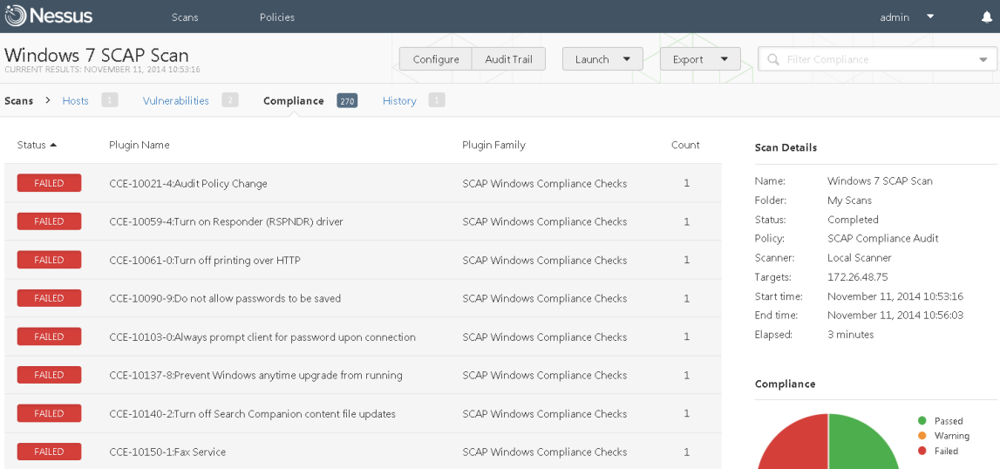 Nessus Scans Policies admin
Windows 7 SCAP Scan
CURRENT RESULTS: NOVEMBER 11, 2014 10:53:16
Configure Audit Trail Launch Export Filter Compliance
Scans > Hosts 1 Vulnerabilities 2 Compliance 270 History 1
Status Plugin Name Plugin Family Count
FAILED CCE-10021-4:Audit Policy Change SCAP Windows Compliance Checks 1
FAILED CCE-10059-4:Turn on Responder (RSPNDR) driver SCAP Windows Compliance Checks 1
FAILED CCE-10061-0:Turn off printing over HTTP SCAP Windows Compliance Checks 1
FAILED CCE-10090-9:Do not allow passwords to be saved SCAP Windows Compliance Checks 1
FAILED CCE-10103-0:Always prompt client for password upon connection SCAP Windows Compliance Checks 1
FAILED CCE-10137-8:Prevent Windows anytime upgrade from running SCAP Windows Compliance Checks 1
FAILED CCE-10140-2:Turn off Search Companion content file updates SCAP Windows Compliance Checks 1
FAILED CCE-10150-1:Fax Service SCAP Windows Compliance Checks 1
Scan Details
Name: Windows 7 SCAP Scan
Folder: My Scans
Status: Completed
Policy: SCAP Compliance Audit
Scanner: Local Scanner
Targets: 172.26.48.75
Start time: November 11, 2014 10:53:16
End time: November 11, 2014 10:56:03
Elapsed: 3 minutes
Compliance
Passed
Warning
Failed